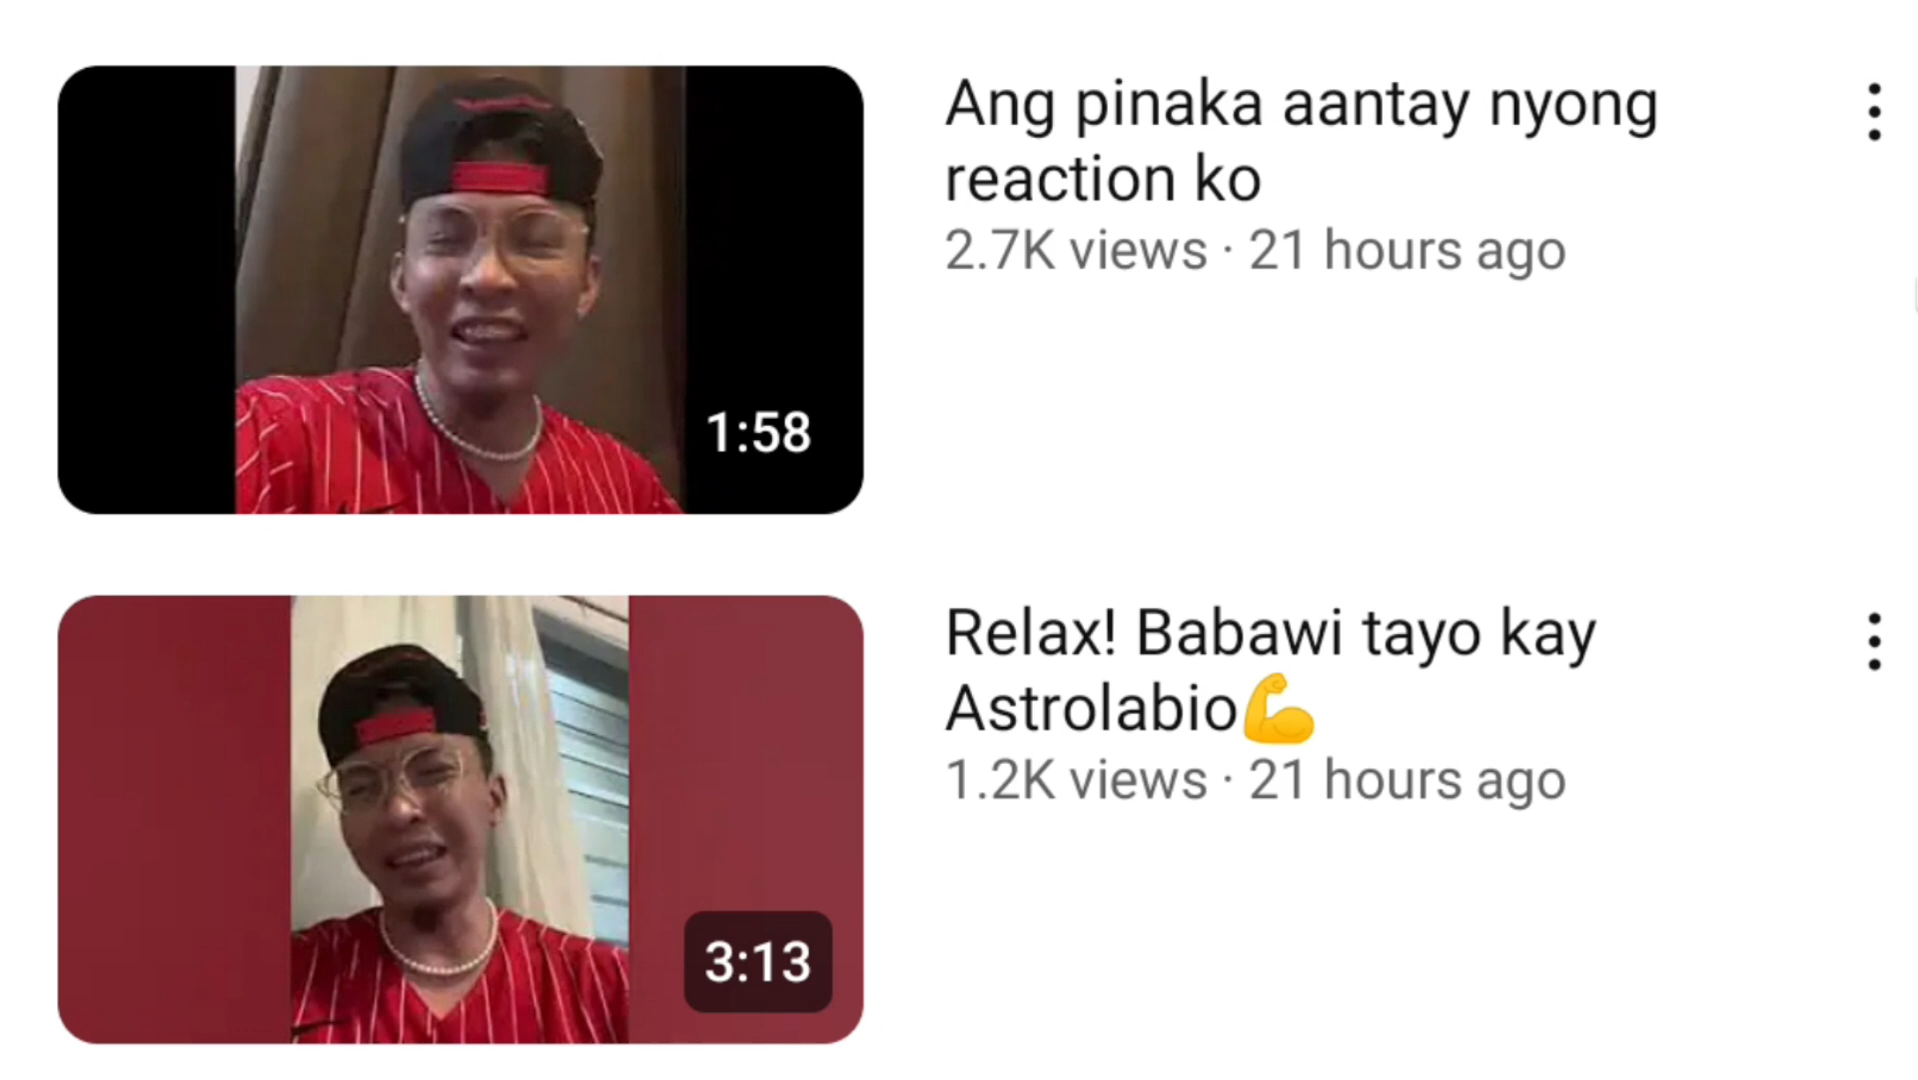 Ang pinaka aantay nyong
reaction ko
2.7K views · 21 hours ago
1:58
Relax! Babawi tayo kay
Astrolabio💪
1.2K views · 21 hours ago
3:13